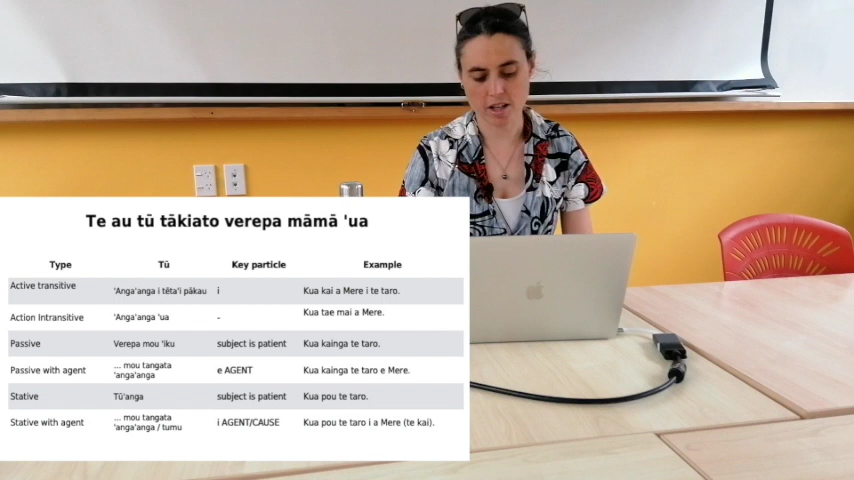 Te au tū tākiato verepa māmā 'ua
Type Tū Key particle Example
Active transitive 'Anga'anga i tēta'i pākau i Kua kai a Mere i te taro.
Action Intransitive 'Anga'anga 'ua - Kua tae mai a Mere.
Passive Verepa mou 'iku subject is patient Kua kainga te taro.
Passive with agent ... mou tangata 'anga'anga e AGENT Kua kainga te taro e Mere.
Stative Tū'anga subject is patient Kua pou te taro.
Stative with agent ... mou tangata 'anga'anga / tumu i AGENT/CAUSE Kua pou te taro i a Mere (te kai).